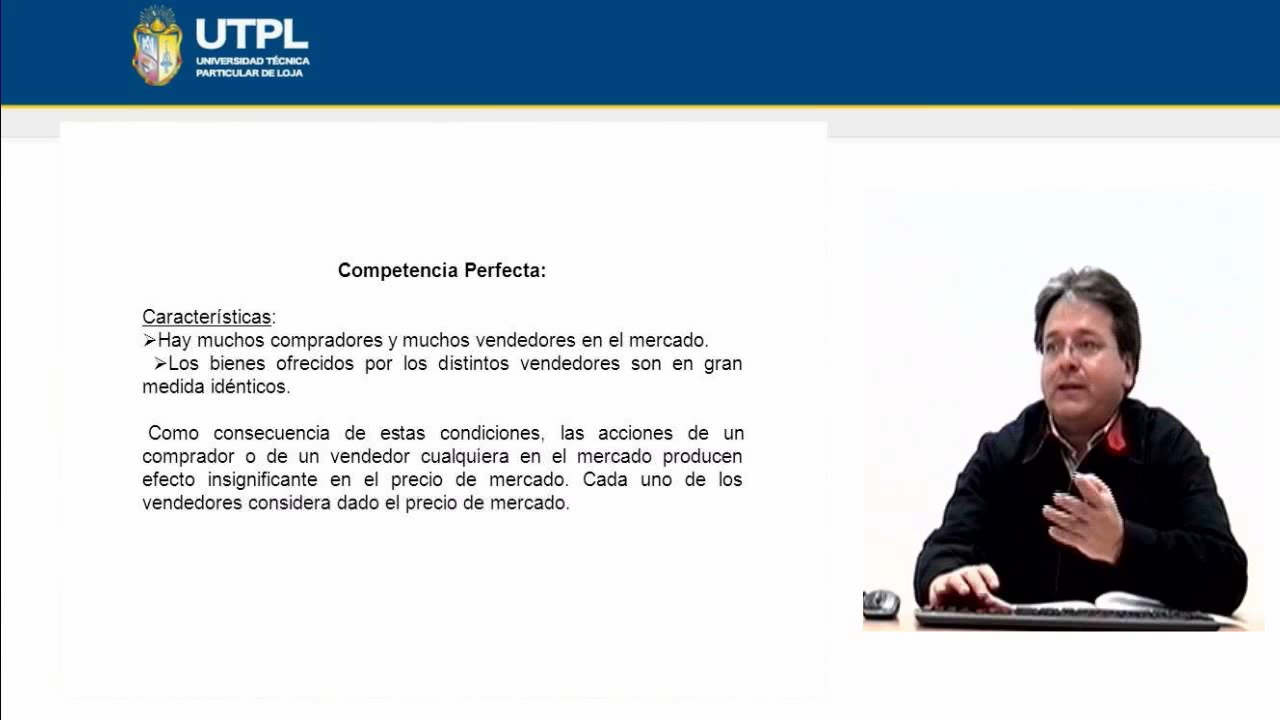 UTPL
UNIVERSIDAD TÉCNICA
PARTICULAR DE LOJA
Competencia Perfecta:
Características:
➢Hay muchos compradores y muchos vendedores en el mercado.
➢Los bienes ofrecidos por los distintos vendedores son en gran
medida idénticos.
Como consecuencia de estas condiciones, las acciones de un
comprador o de un vendedor cualquiera en el mercado producen
efecto insignificante en el precio de mercado. Cada uno de los
vendedores considera dado el precio de mercado.